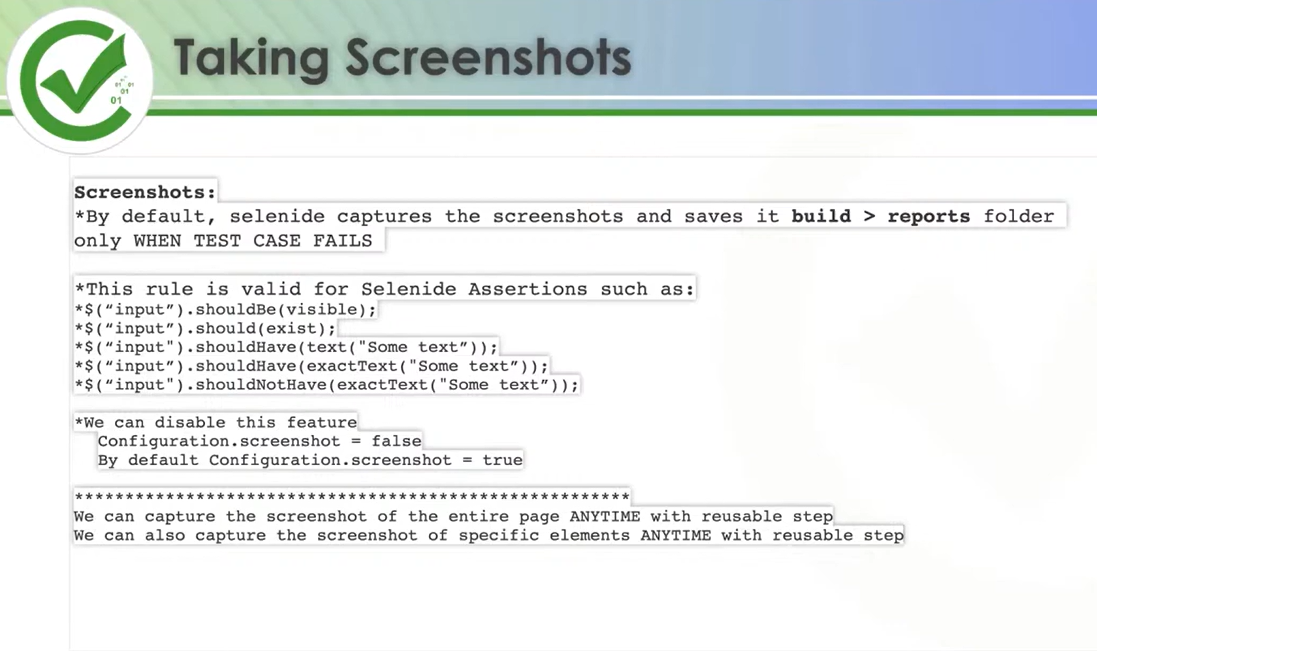 Taking Screenshots
01 01
01
01
Screenshots:
*By default, selenide captures the screenshots and saves it build > reports folder
only WHEN TEST CASE FAILS
*This rule is valid for Selenide Assertions such as:
*$(“input”).shouldBe(visible);
*$(“input”).should(exist);
*$(“input").shouldHave(text("Some text”));
*$(“input”).shouldHave(exactText("Some text”));
*$(“input").shouldNotHave(exactText("Some text”));
*We can disable this feature
Configuration.screenshot = false
By default Configuration.screenshot = true
*******************************************************
We can capture the screenshot of the entire page ANYTIME with reusable step
We can also capture the screenshot of specific elements ANYTIME with reusable step